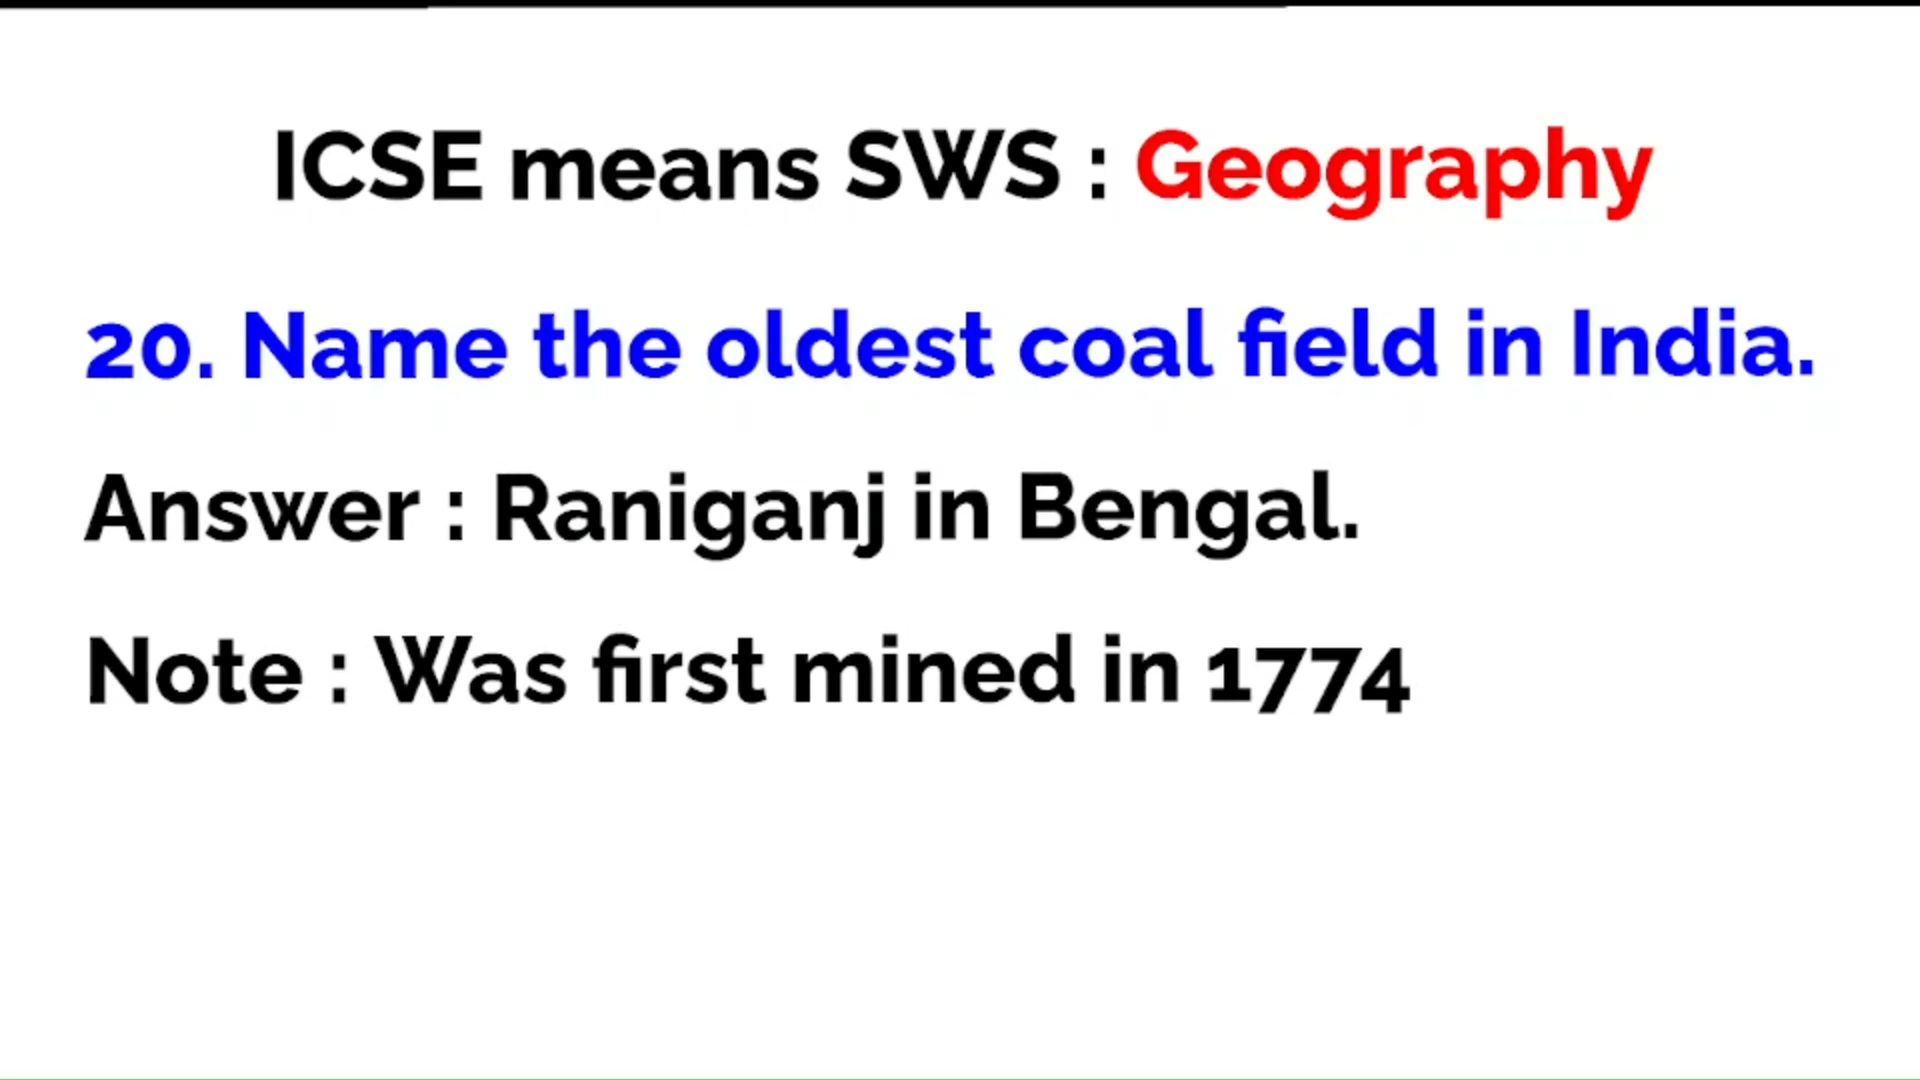 ICSE means SWS : Geography
20. Name the oldest coal field in India.
Answer : Raniganj in Bengal.
Note : Was first mined in 1774